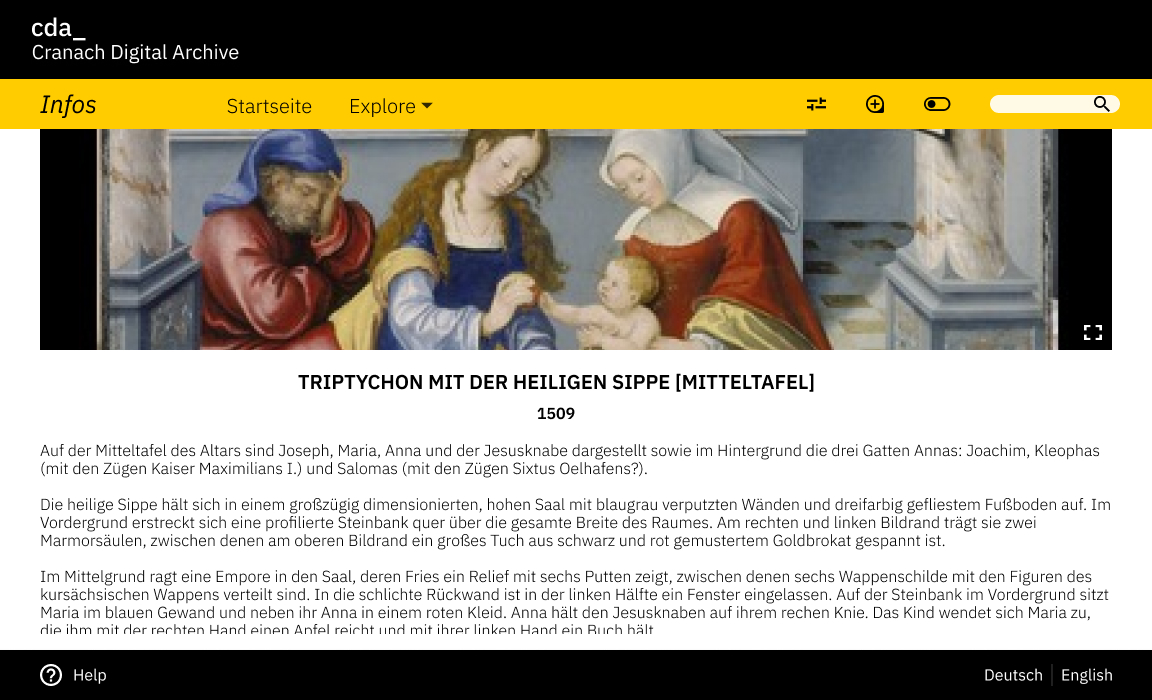 cda_
Cranach Digital Archive
Infos
Startseite
Explore
TRIPTYCHON MIT DER HEILIGEN SIPPE [MITTELTAFEL]
1509
Auf der Mitteltafel des Altars sind Joseph, Maria, Anna und der Jesusknabe dargestellt sowie im Hintergrund die drei Gatten Annas: Joachim, Kleophas
(mit den Zügen Kaiser Maximilians I.) und Salomas (mit den Zügen Sixtus Oelhafens?).
Die heilige Sippe hält sich in einem großzügig dimensionierten, hohen Saal mit blaugrau verputzten Wänden und dreifarbig gefliestem Fußboden auf. Im
Vordergrund erstreckt sich eine profilierte Steinbank quer über die gesamte Breite des Raumes. Am rechten und linken Bildrand trägt sie zwei
Marmorsäulen, zwischen denen am oberen Bildrand ein großes Tuch aus schwarz und rot gemustertem Goldbrokat gespannt ist.
Im Mittelgrund ragt eine Empore in den Saal, deren Fries ein Relief mit sechs Putten zeigt, zwischen denen sechs Wappenschilde mit den Figuren des
kursächsischen Wappens verteilt sind. In die schlichte Rückwand ist in der linken Hälfte ein Fenster eingelassen. Auf der Steinbank im Vordergrund sitzt
Maria im blauen Gewand und neben ihr Anna in einem roten Kleid. Anna hält den Jesusknaben auf ihrem rechen Knie. Das Kind wendet sich Maria zu,
die ihm mit der rechten Hand einen Apfel reicht und mit ihrer linken Hand ein Buch hält.
Help
Deutsch
English